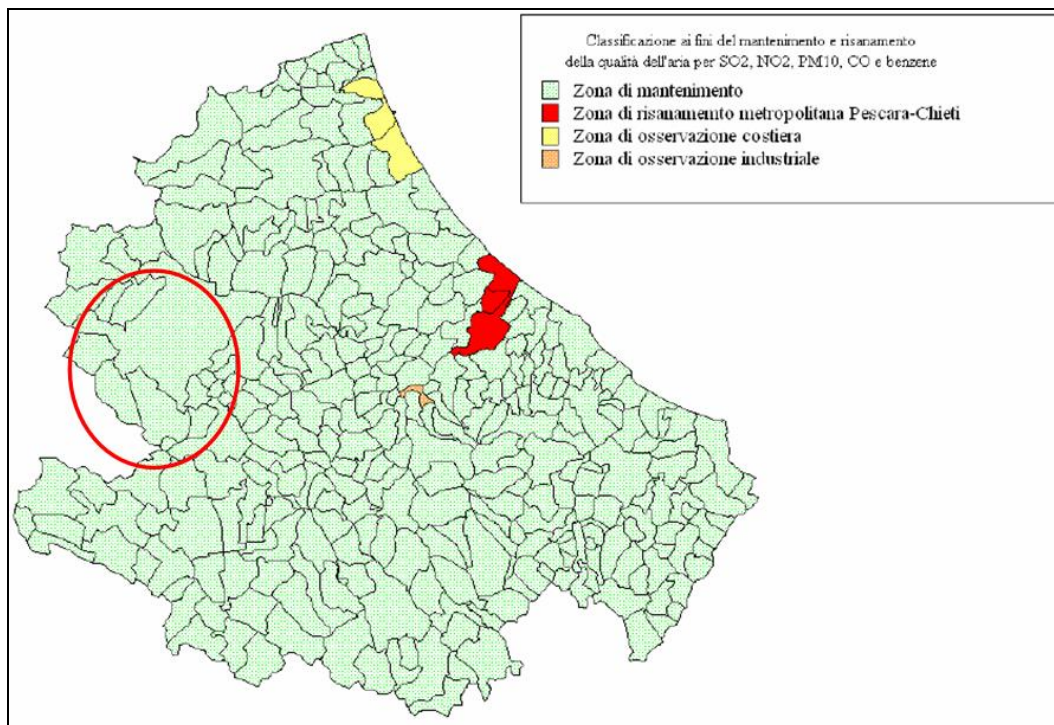 Classificazione ai fini del mantenimento e risanamento
della qualità dell'aria per SO2, NO2, PM10, CO e benzene
Zona di mantenimento
Zona di risanamemto metropolitana Pescara-Chieti
Zona di osservazione costiera
Zona di osservazione industriale